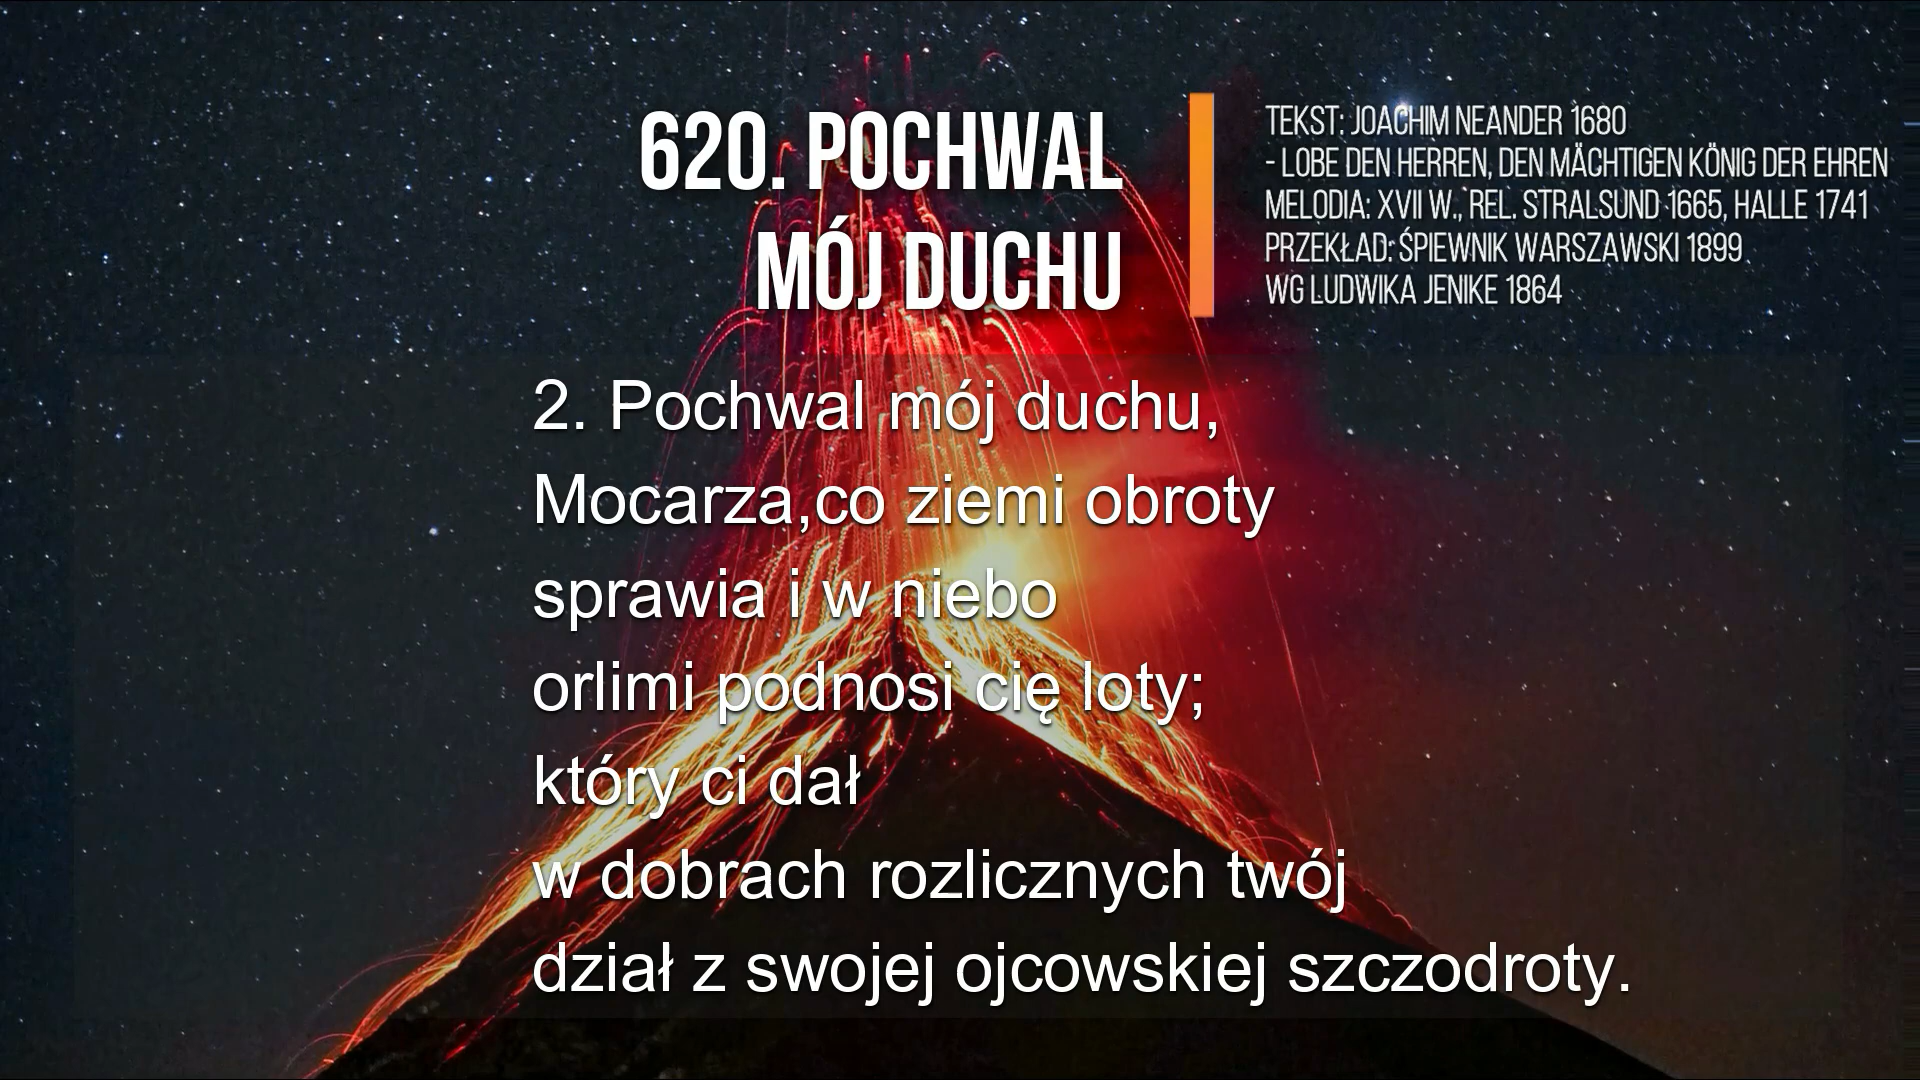 620. POCHWAL
MÓJ DUCHU
TEKST: JOACHIM NEANDER 1680
- LOBE DEN HERREN, DEN MÄCHTIGEN KÖNIG DER EHREN
MELODIA: XVII W., REL. STRALSUND 1665, HALLE 1741
PRZEKŁAD: ŚPIEWNIK WARSZAWSKI 1899
WG LUDWIKA JENIKE 1864
2. Pochwal mój duchu,
Mocarza,co ziemi obroty
sprawia i w niebo
orlimi podnosi cię loty;
który ci dał
w dobrach rozlicznych twój
dział z swojej ojcowskiej szczodroty.